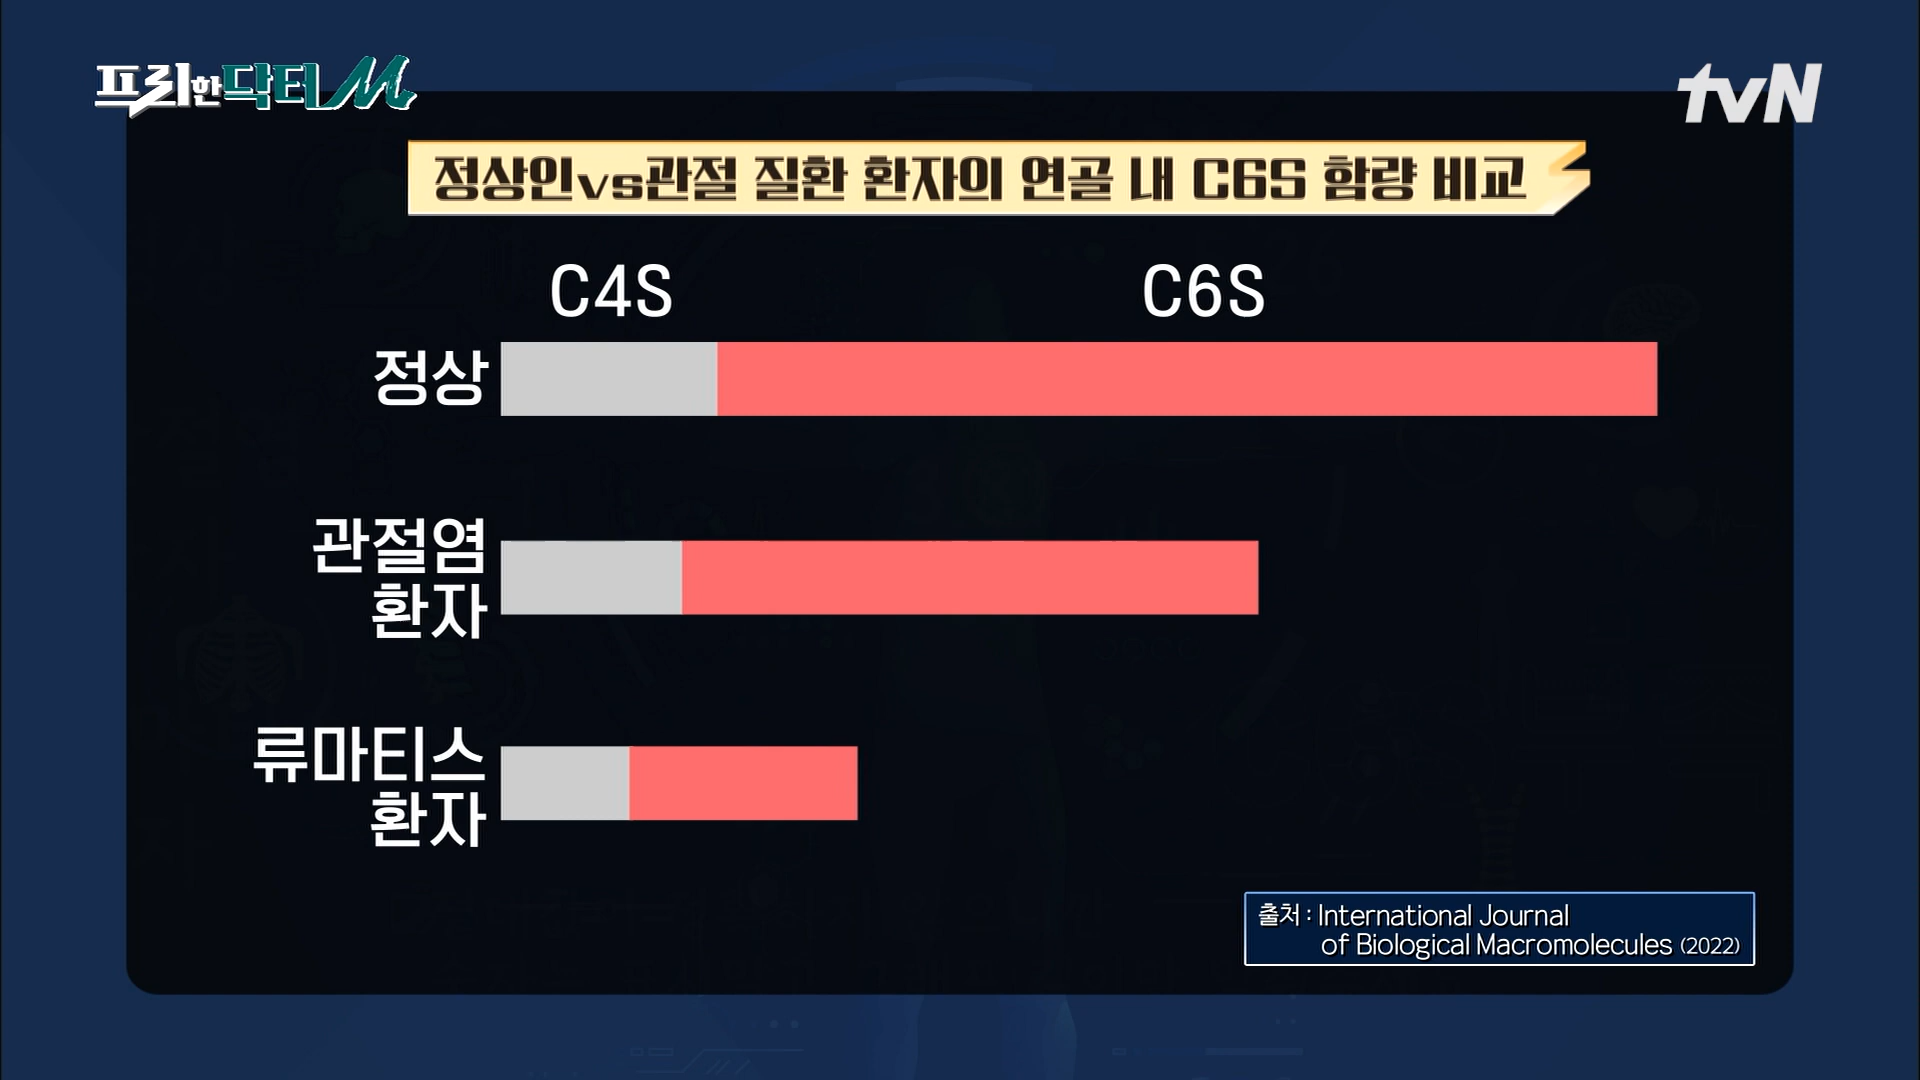 프리한닥터M
tvN
정상인vs관절 질환 환자의 연골 내 C6S 함량 비교
C4S
C6S
정상
관절염
환자
류마티스
환자
출처 : International Journal
of Biological Macromolecules (2022)